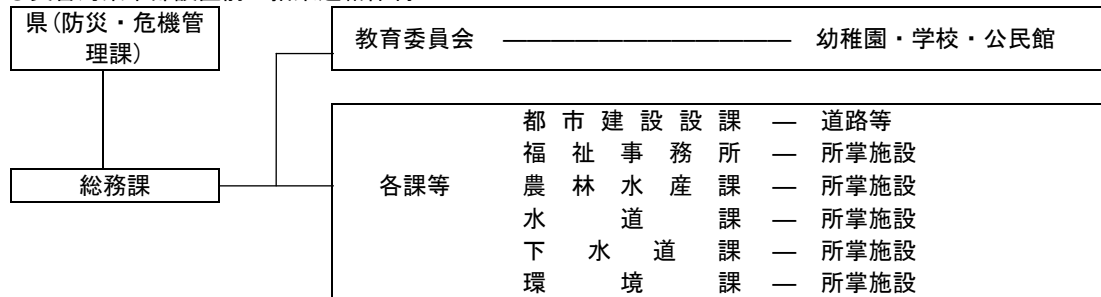 県(防災・危機管
理課)
教育委員会 ―――――――――――― 幼稚園・学校・公民館
都市建設設課 ― 道路等
福祉事務所 ― 所掌施設
総務課 各課等 農林水産課 ― 所掌施設
水道課 ― 所掌施設
下水道課 ― 所掌施設
環境課 ― 所掌施設